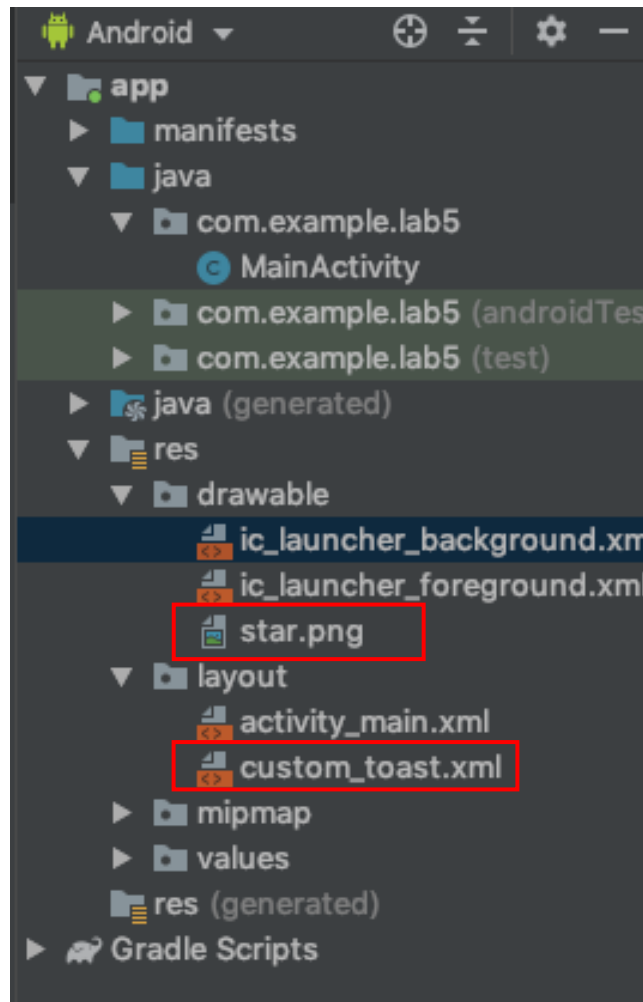 Android
app
manifests
java
com.example.lab5
MainActivity
com.example.lab5 (androidTes
com.example.lab5 (test)
java (generated)
res
drawable
ic_launcher_background.xm
ic_launcher_foreground.xml
star.png
layout
activity_main.xml
custom_toast.xml
mipmap
values
res (generated)
Gradle Scripts